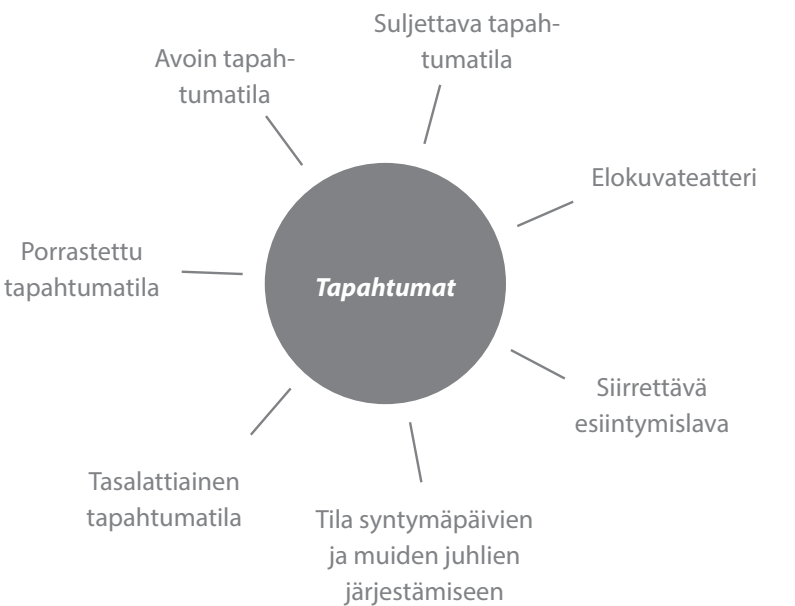 Suljettava tapah-
tumatila
Avoin tapah-
tumatila
Elokuvateatteri
Porrastettu
tapahtumatila
Tapahtumat
Siirrettävä
esiintymislava
Tasalattiainen
tapahtumatila
Tila syntymäpäivien
ja muiden juhlien
järjestämiseen